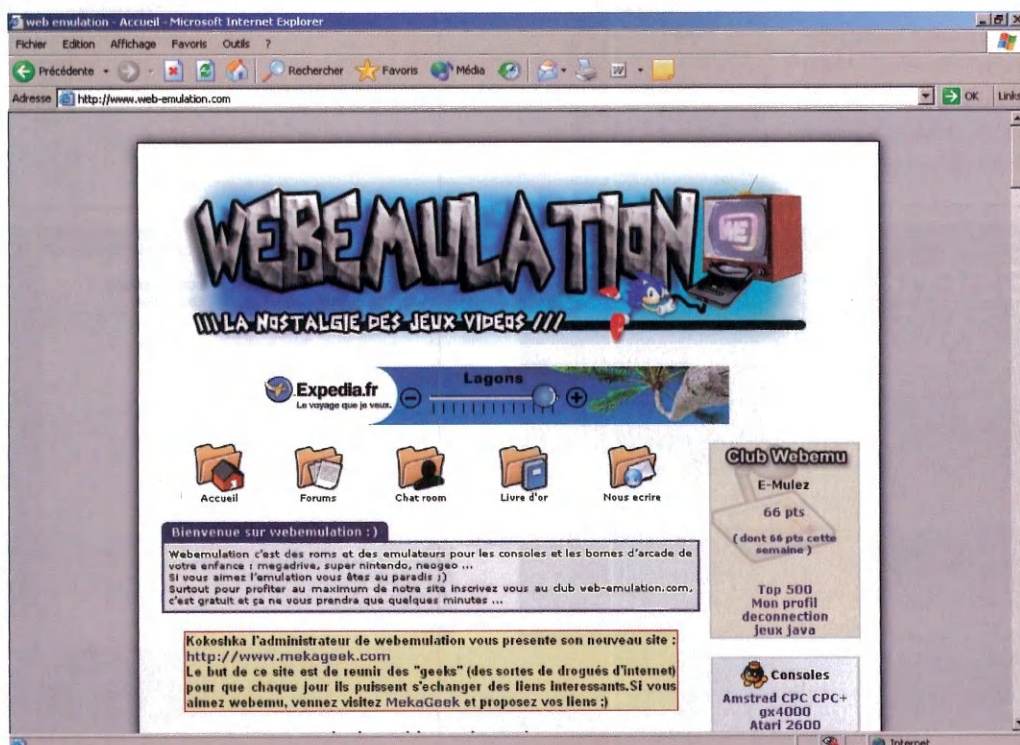 web emulation - Accueil - Microsoft Internet Explorer
Fichier Edition Affichage Favoris Outils ?
Précédente Rechercher Favoris Média
Adresse http://www.web-emulation.com OK Links
WEBEMULATION
WE
\\\ LA NOSTALGIE DES JEUX VIDEOS ///
Expedia.fr
Le voyage que je veux.
Lagons
Accueil Forums Chat room Livre d'or Nous ecrire
Bienvenue sur webemulation :)
Webemulation c'est des roms et des emulateurs pour les consoles et les bornes d'arcade de
votre enfance : megadrive, super nintendo, neogeo ...
Si vous aimez l'emulation vous êtes au paradis ;)
Surtout pour profiter au maximum de notre site inscrivez vous au club web-emulation.com,
c'est gratuit et ça ne vous prendra que quelques minutes ...
Kokoshka l'administrateur de webemulation vous presente son nouveau site :
http://www.mekageek.com
Le but de ce site est de reunir des "geeks" (des sortes de drogués d'internet)
pour que chaque jour ils puissent s'echanger des liens interessants.Si vous
aimez webemu, vennez visitez MekaGeek et proposez vos liens ;)
Club Webemu
E-Mulez
66 pts
( dont 66 pts cette
semaine )
Top 500
Mon profil
deconnection
jeux java
Consoles
Amstrad CPC CPC+
gx4000
Atari 2600
Internet